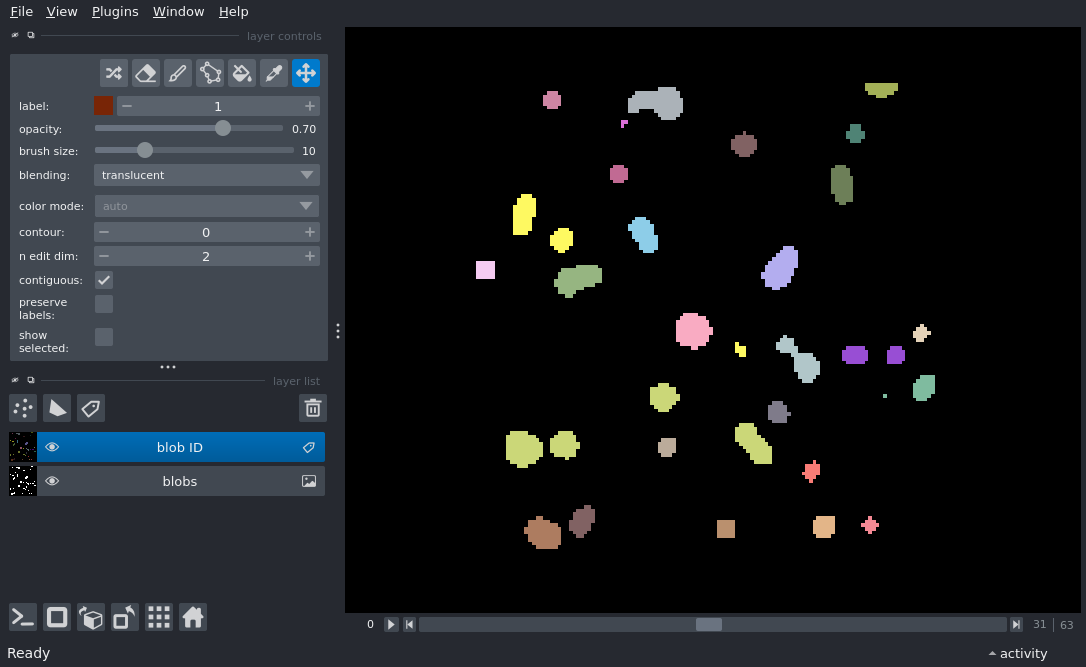 File View Plugins Window Help
layer controls
label: 1
opacity: 0.70
brush size: 10
blending: translucent
color mode: auto
contour: 0
n edit dim: 2
contiguous:
preserve
labels:
show
selected:
layer list
blob ID
blobs
0 31 63
Ready activity